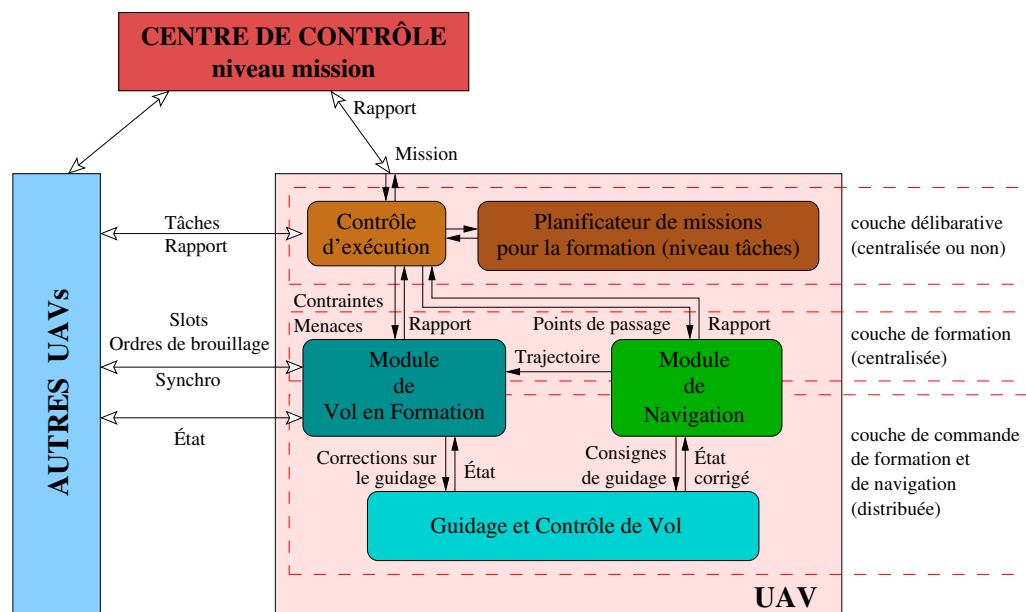 CENTRE DE CONTRÔLE
niveau mission
Rapport
Mission
AUTRES UAVs
Tâches
Rapport
Contrôle
d'exécution
Planificateur de missions
pour la formation (niveau tâches)
couche délibarative
(centralisée ou non)
Contraintes
Menaces
Rapport
Points de passage
Rapport
Slots
Ordres de brouillage
Synchro
Module
de
Vol en Formation
Trajectoire
Module
de
Navigation
couche de formation
(centralisée)
État
Corrections sur
le guidage
État
Consignes
de guidage
État
corrigé
couche de commande
de formation et
de navigation
(distribuée)
Guidage et Contrôle de Vol
UAV